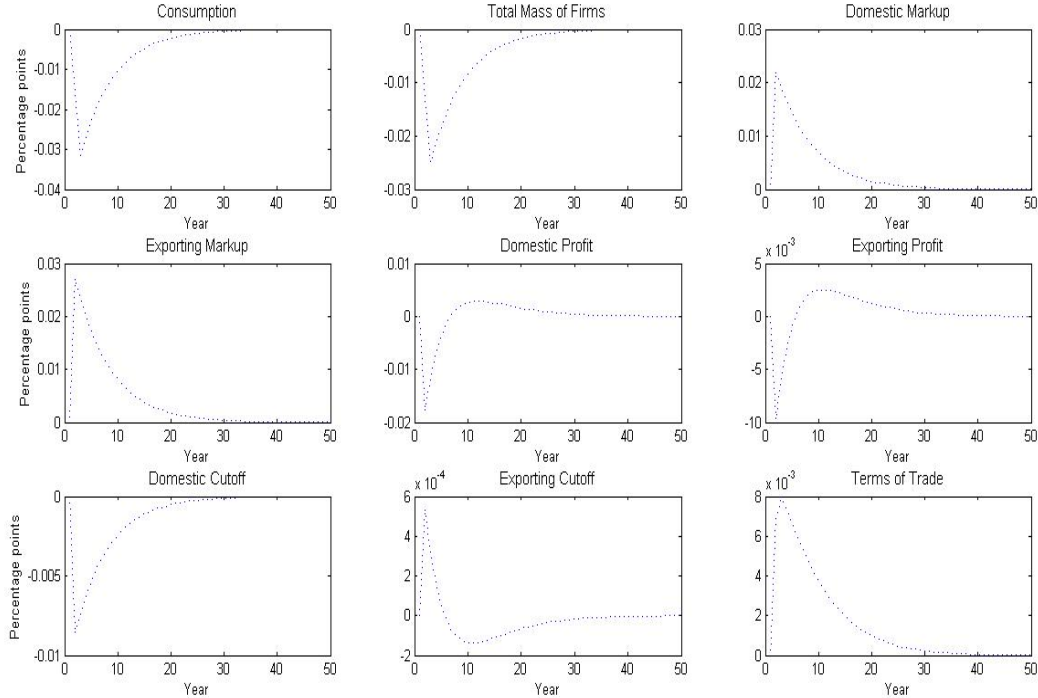 Consumption
Total Mass of Firms
Domestic Markup
Percentage points
0
-0.01
-0.02
-0.03
-0.04
0 10 20 30 40 50
Year
0
-0.01
-0.02
-0.03
0 10 20 30 40 50
Year
0.03
0.02
0.01
0
0 10 20 30 40 50
Year
Exporting Markup
Domestic Profit
Exporting Profit
Percentage points
0.03
0.02
0.01
0
0 10 20 30 40 50
Year
0.01
0
-0.01
-0.02
0 10 20 30 40 50
Year
x 10⁻³
5
0
-5
-10
0 10 20 30 40 50
Year
Domestic Cutoff
Exporting Cutoff
Terms of Trade
Percentage points
0
-0.005
-0.01
0 10 20 30 40 50
Year
x 10⁻⁴
6
4
2
0
-2
0 10 20 30 40 50
Year
x 10⁻³
8
6
4
2
0
0 10 20 30 40 50
Year